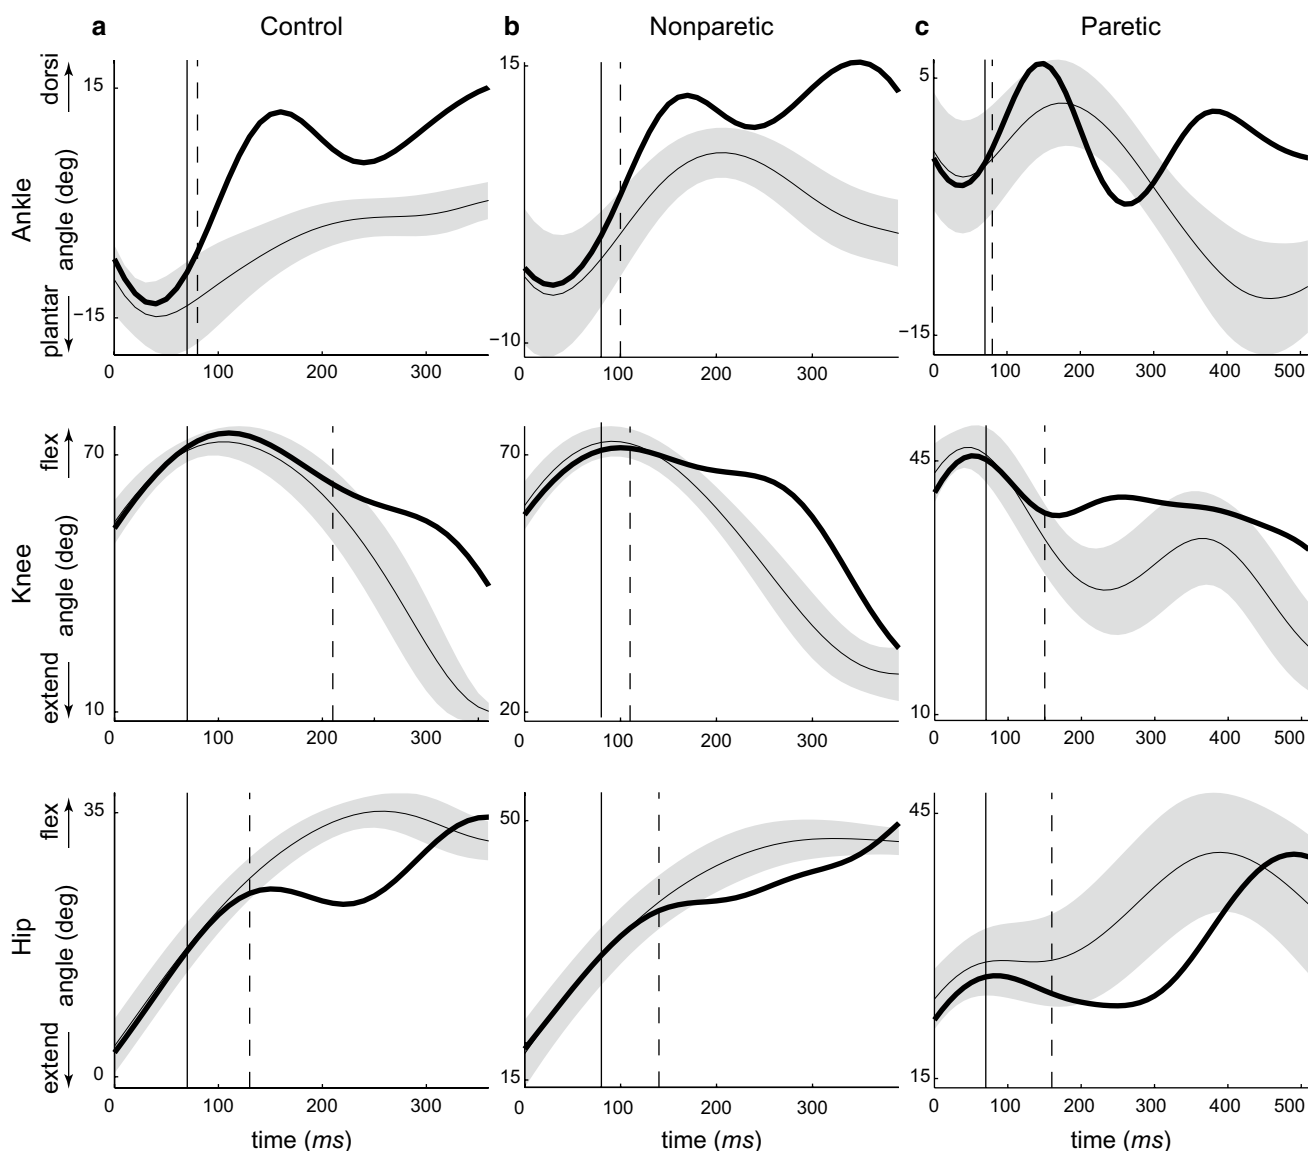 a Control b Nonparetic c Paretic
Ankle
plantar angle (deg) dorsi
15
−15
0 100 200 300
15
−10
0 100 200 300
5
−15
0 100 200 300 400 500
Knee
extend angle (deg) flex
70
10
0 100 200 300
70
20
0 100 200 300
45
10
0 100 200 300 400 500
Hip
extend angle (deg) flex
35
0
0 100 200 300
50
15
0 100 200 300
45
15
0 100 200 300 400 500
time (ms) time (ms) time (ms)